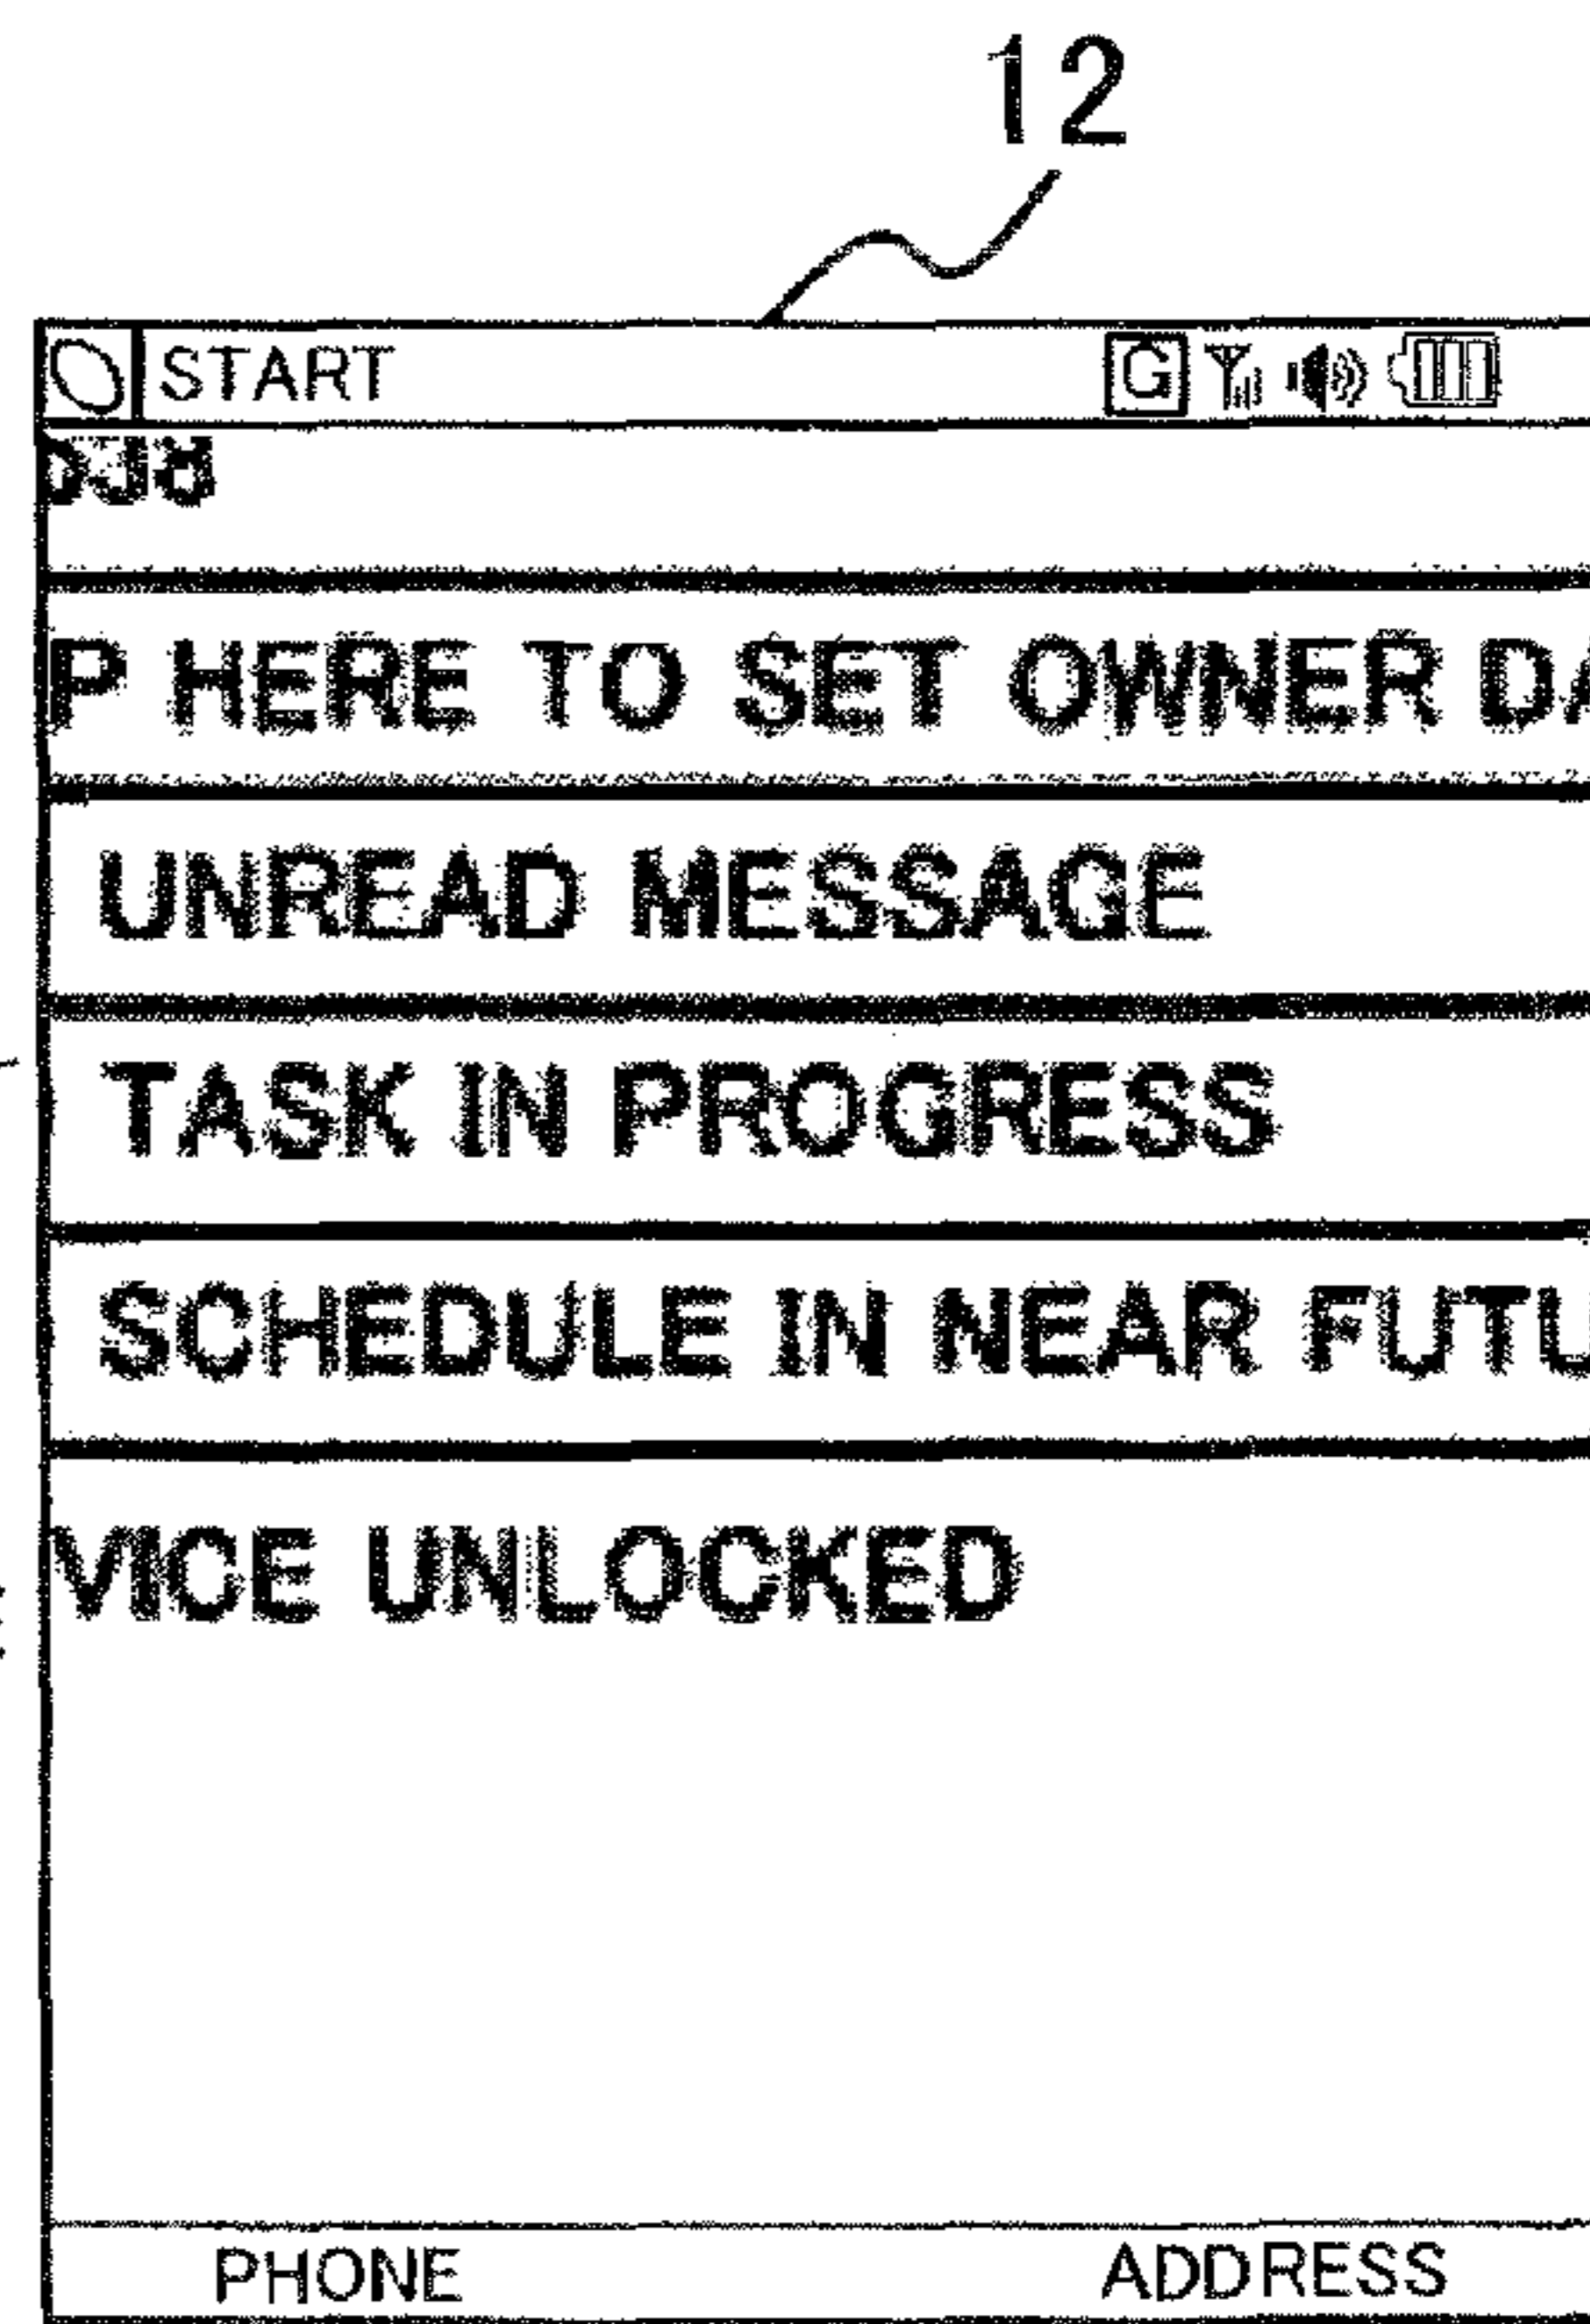 12
START G
P HERE TO SET OWNER DA
UNREAD MESSAGE
TASK IN PROGRESS
SCHEDULE IN NEAR FUTU
VICE UNLOCKED
PHONE ADDRESS